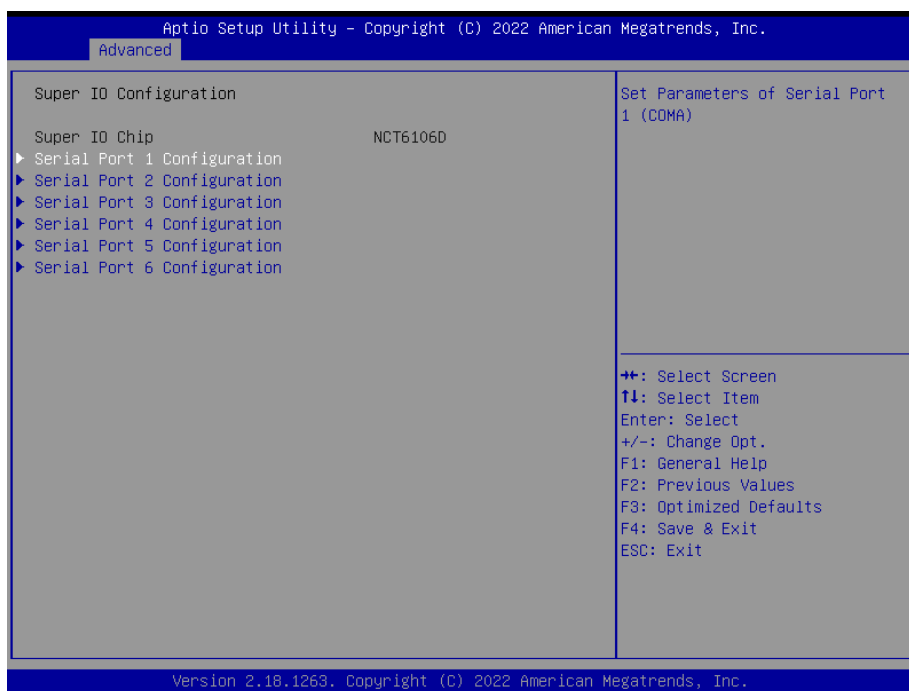 Aptio Setup Utility – Copyright (C) 2022 American Megatrends, Inc.
Advanced
Super IO Configuration
Super IO Chip NCT6106D
Serial Port 1 Configuration
Serial Port 2 Configuration
Serial Port 3 Configuration
Serial Port 4 Configuration
Serial Port 5 Configuration
Serial Port 6 Configuration
Set Parameters of Serial Port
1 (COMA)
→←: Select Screen
↑↓: Select Item
Enter: Select
+/-: Change Opt.
F1: General Help
F2: Previous Values
F3: Optimized Defaults
F4: Save & Exit
ESC: Exit
Version 2.18.1263. Copyright (C) 2022 American Megatrends, Inc.